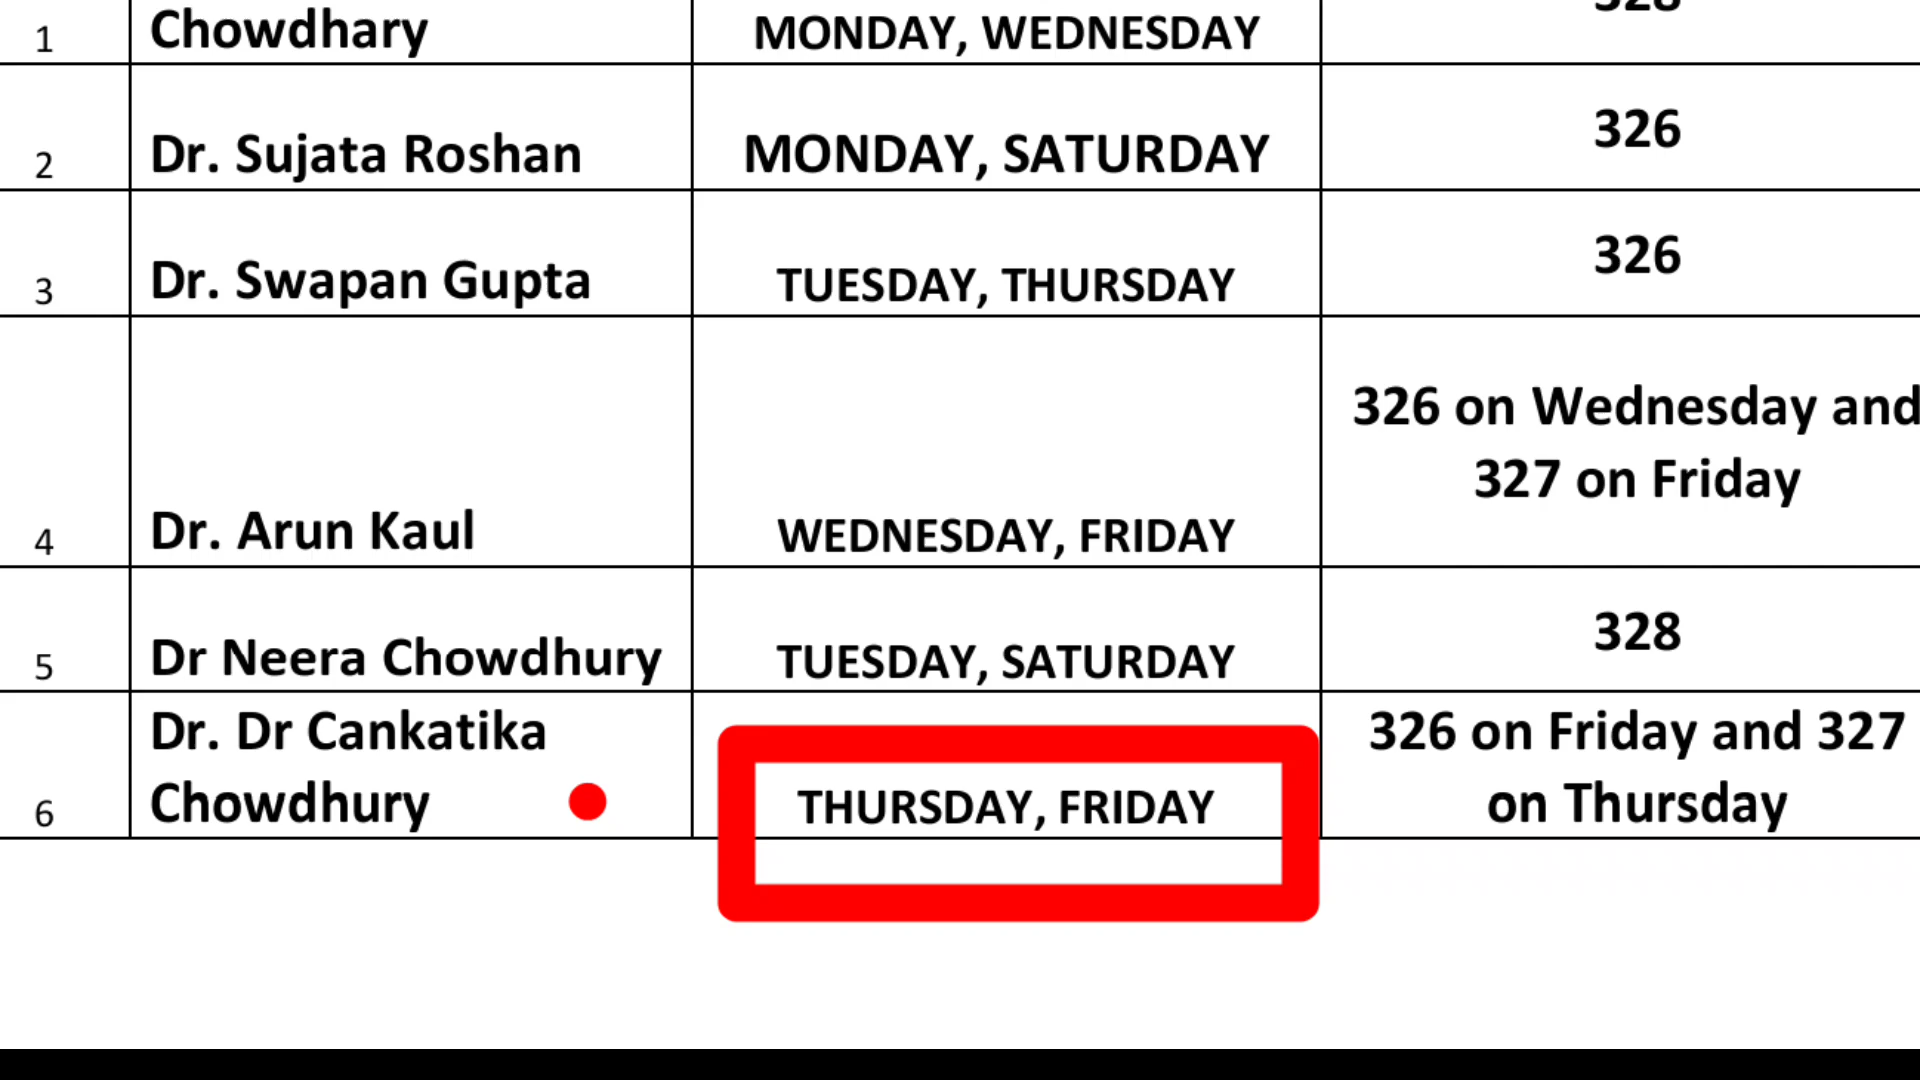 1 Chowdhary MONDAY, WEDNESDAY 328
2 Dr. Sujata Roshan MONDAY, SATURDAY 326
3 Dr. Swapan Gupta TUESDAY, THURSDAY 326
326 on Wednesday and
327 on Friday
4 Dr. Arun Kaul WEDNESDAY, FRIDAY
5 Dr Neera Chowdhury TUESDAY, SATURDAY 328
Dr. Dr Cankatika 326 on Friday and 327
6 Chowdhury THURSDAY, FRIDAY on Thursday